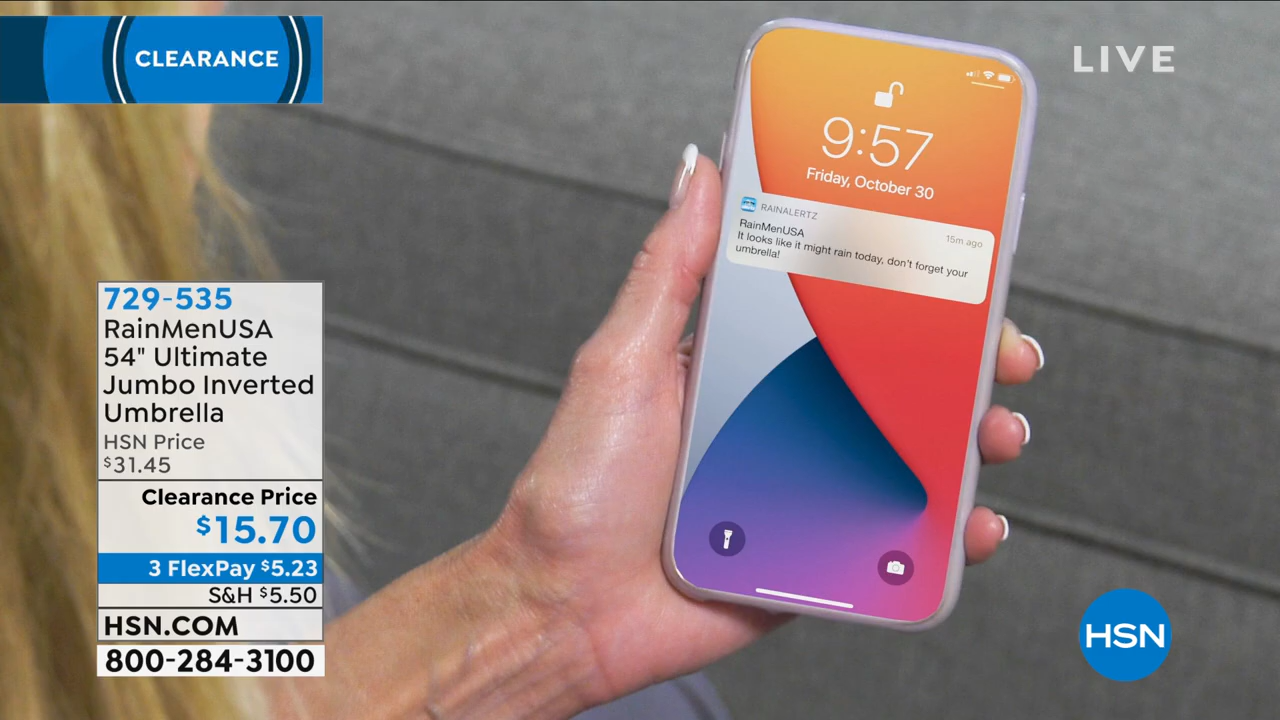 CLEARANCE
LIVE
9:57
Friday, October 30
RAINALERTZ
15m ago
RainMenUSA
It looks like it might rain today, don't forget your
umbrella!
729-535
RainMenUSA
54" Ultimate
Jumbo Inverted
Umbrella
HSN Price
$31.45
Clearance Price
$15.70
3 FlexPay $5.23
S&H $5.50
HSN.COM
800-284-3100
HSN